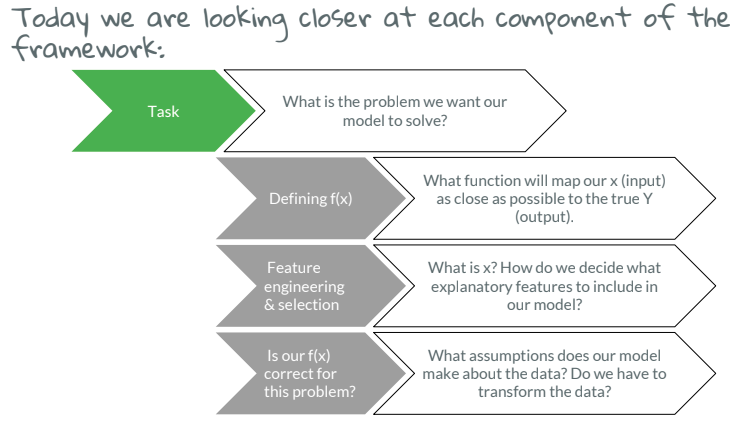 Today we are looking closer at each component of the
framework:
Task
What is the problem we want our
model to solve?
Defining f(x)
What function will map our x (input)
as close as possible to the true Y
(output).
Feature
engineering
& selection
What is x? How do we decide what
explanatory features to include in
our model?
Is our f(x)
correct for
this problem?
What assumptions does our model
make about the data? Do we have to
transform the data?